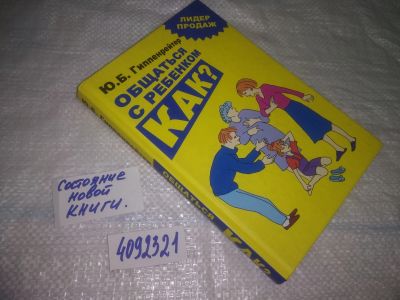 ЛИДЕР
ПРОДАЖ
Ю.Б. Гиппенрейтер
ОБЩАТЬСЯ
С РЕБЕНКОМ
КАК?
ОБЩАТЬСЯ
КАК?
Состояние
новой
книги.
4092321